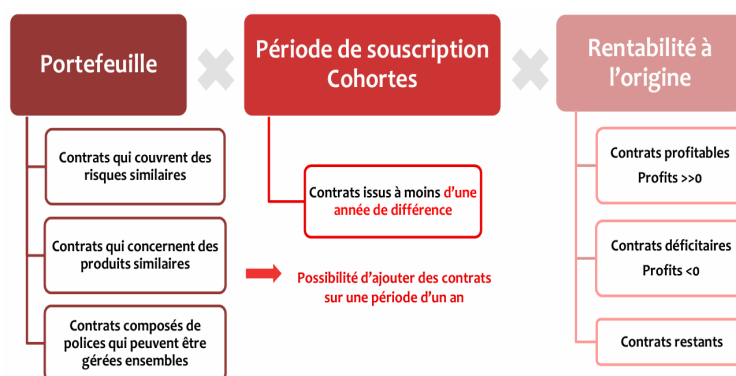 Portefeuille
Contrats qui couvrent des
risques similaires
Contrats qui concernent des
produits similaires
Contrats composés de
polices qui peuvent être
gérées ensembles
Période de souscription
Cohortes
Contrats issus à moins d'une
année de différence
Possibilité d'ajouter des contrats
sur une période d'un an
Rentabilité à
l'origine
Contrats profitables
Profits >>0
Contrats déficitaires
Profits <0
Contrats restants